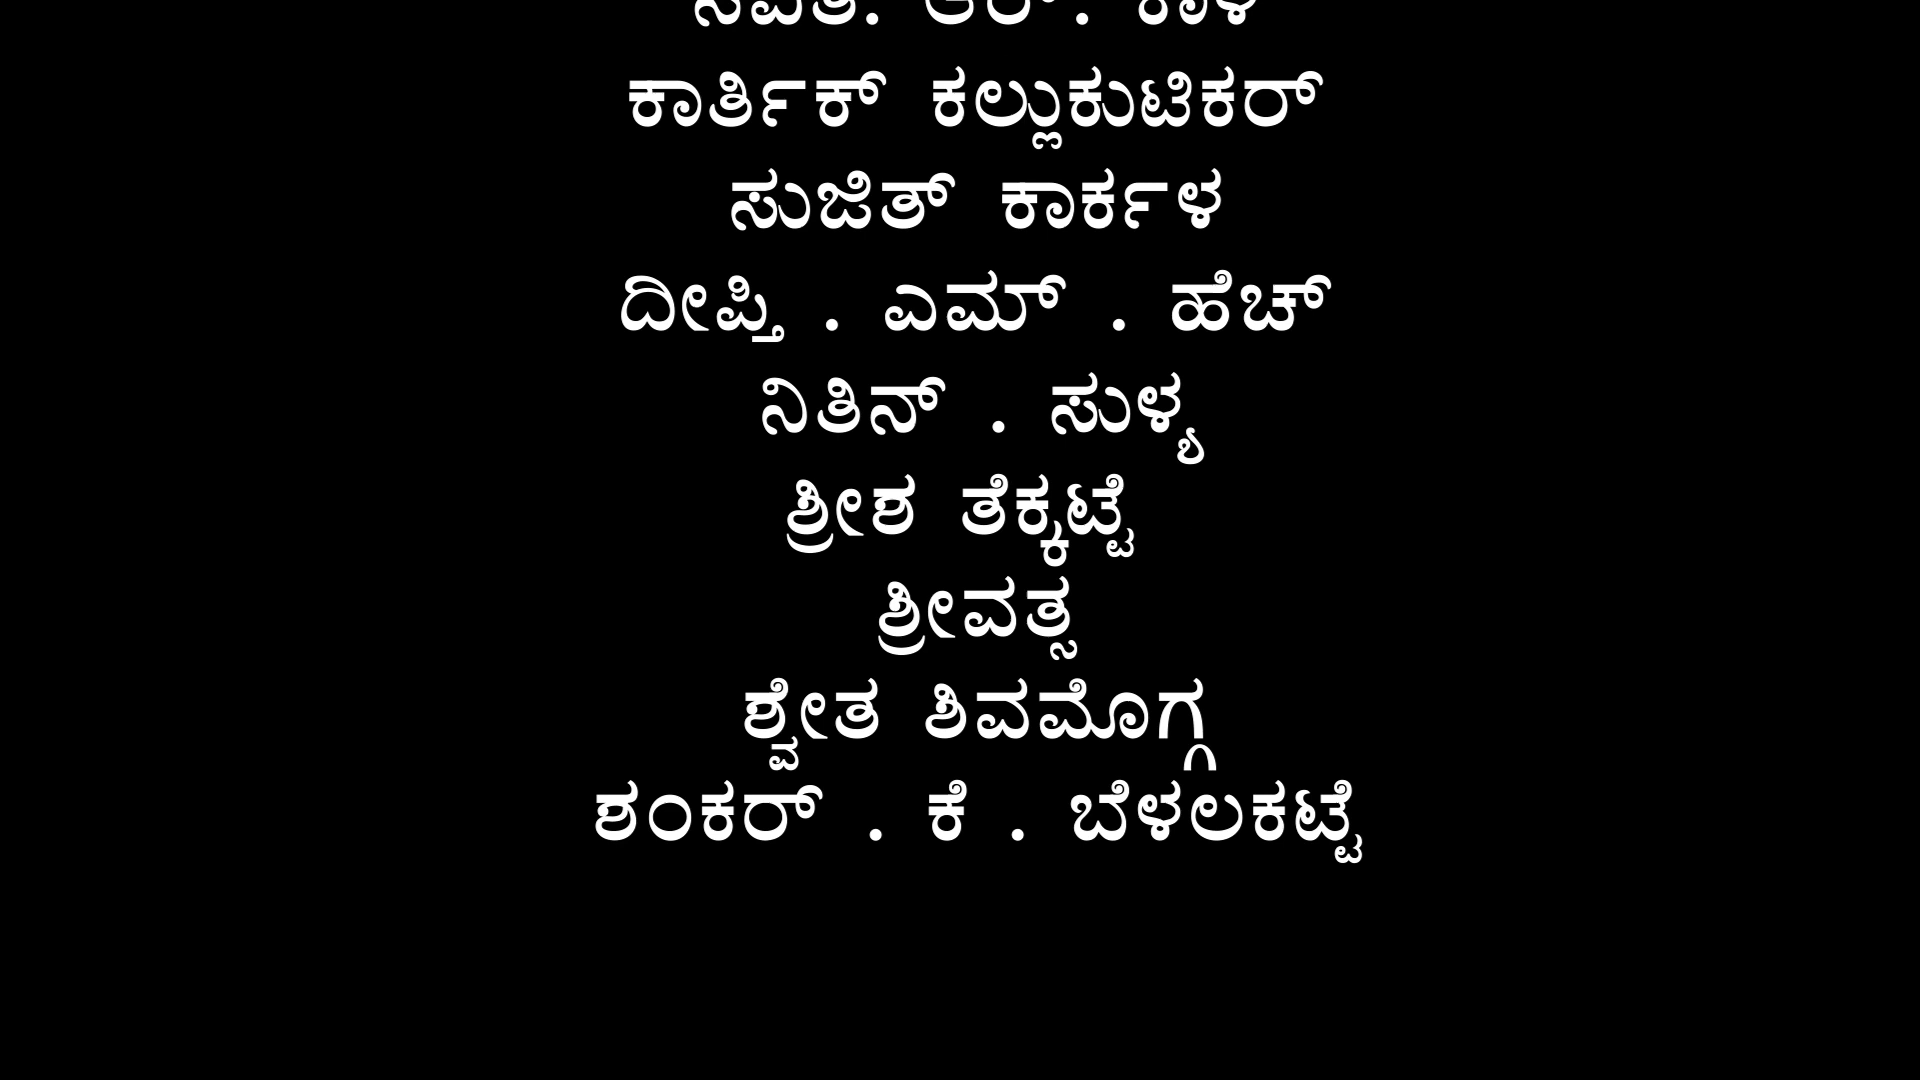 ಕಾರ್ತಿಕ್ ಕಲ್ಲುಕುಟಿಕರ್
ಸುಜಿತ್ ಕಾರ್ಕಳ
ದೀಪ್ತಿ . ಎಮ್ . ಹೆಚ್
ನಿತಿನ್ . ಸುಳ್ಯ
ಶ್ರೀಶ ತೆಕ್ಕಟ್ಟೆ
ಶ್ರೀವತ್ಸ
ಶ್ವೇತ ಶಿವಮೊಗ್ಗ
ಶಂಕರ್ . ಕೆ . ಬೆಳಲಕಟ್ಟೆ